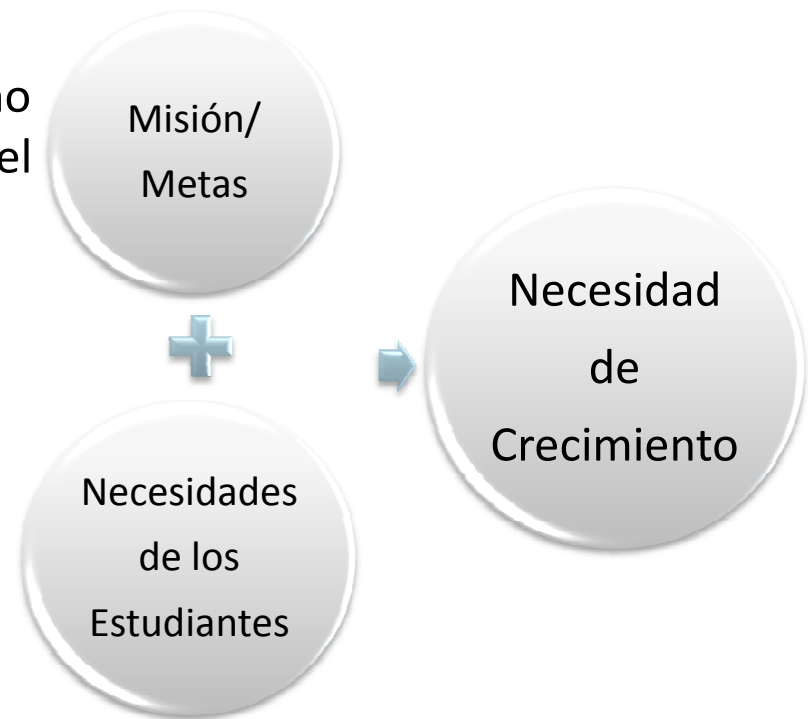 Misión/
Metas
Necesidad
de
Crecimiento
Necesidades
de los
Estudiantes